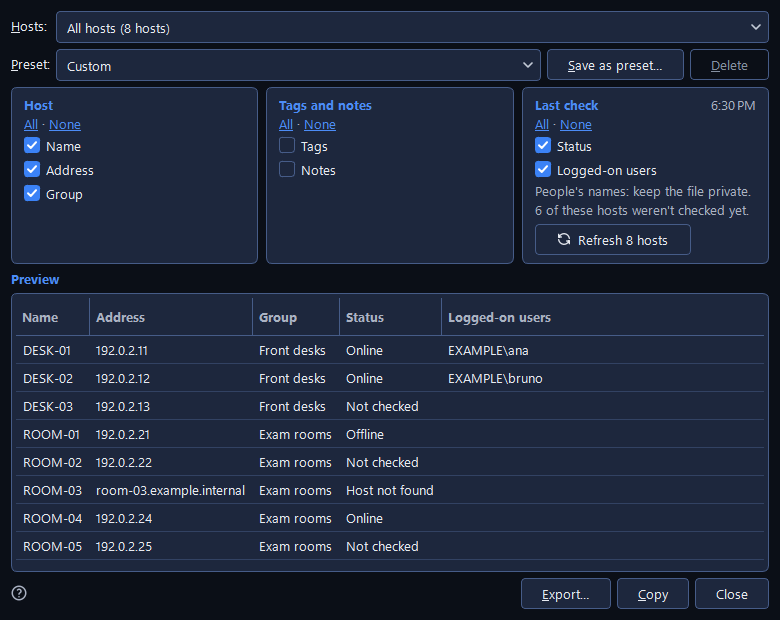 Hosts: All hosts (8 hosts)
Preset: Custom Save as preset... Delete
Host
All · None
Name
Address
Group
Tags and notes
All · None
Tags
Notes
Last check 6:30 PM
All · None
Status
Logged-on users
People's names: keep the file private.
6 of these hosts weren't checked yet.
Refresh 8 hosts
Preview
Name Address Group Status Logged-on users
DESK-01 192.0.2.11 Front desks Online EXAMPLE\ana
DESK-02 192.0.2.12 Front desks Online EXAMPLE\bruno
DESK-03 192.0.2.13 Front desks Not checked
ROOM-01 192.0.2.21 Exam rooms Offline
ROOM-02 192.0.2.22 Exam rooms Not checked
ROOM-03 room-03.example.internal Exam rooms Host not found
ROOM-04 192.0.2.24 Exam rooms Online
ROOM-05 192.0.2.25 Exam rooms Not checked
? Export... Copy Close